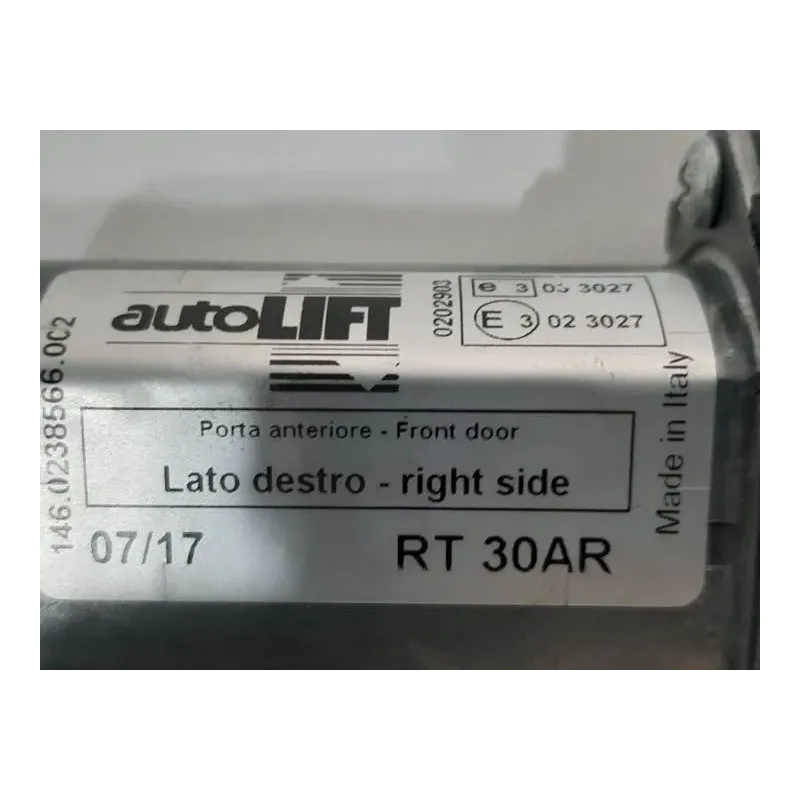 autoLIFT
0202903
e 3 03 3027
E 3 02 3027
146.0238566.002
Porta anteriore - Front door
Lato destro - right side
Made in Italy
07/17
RT 30AR